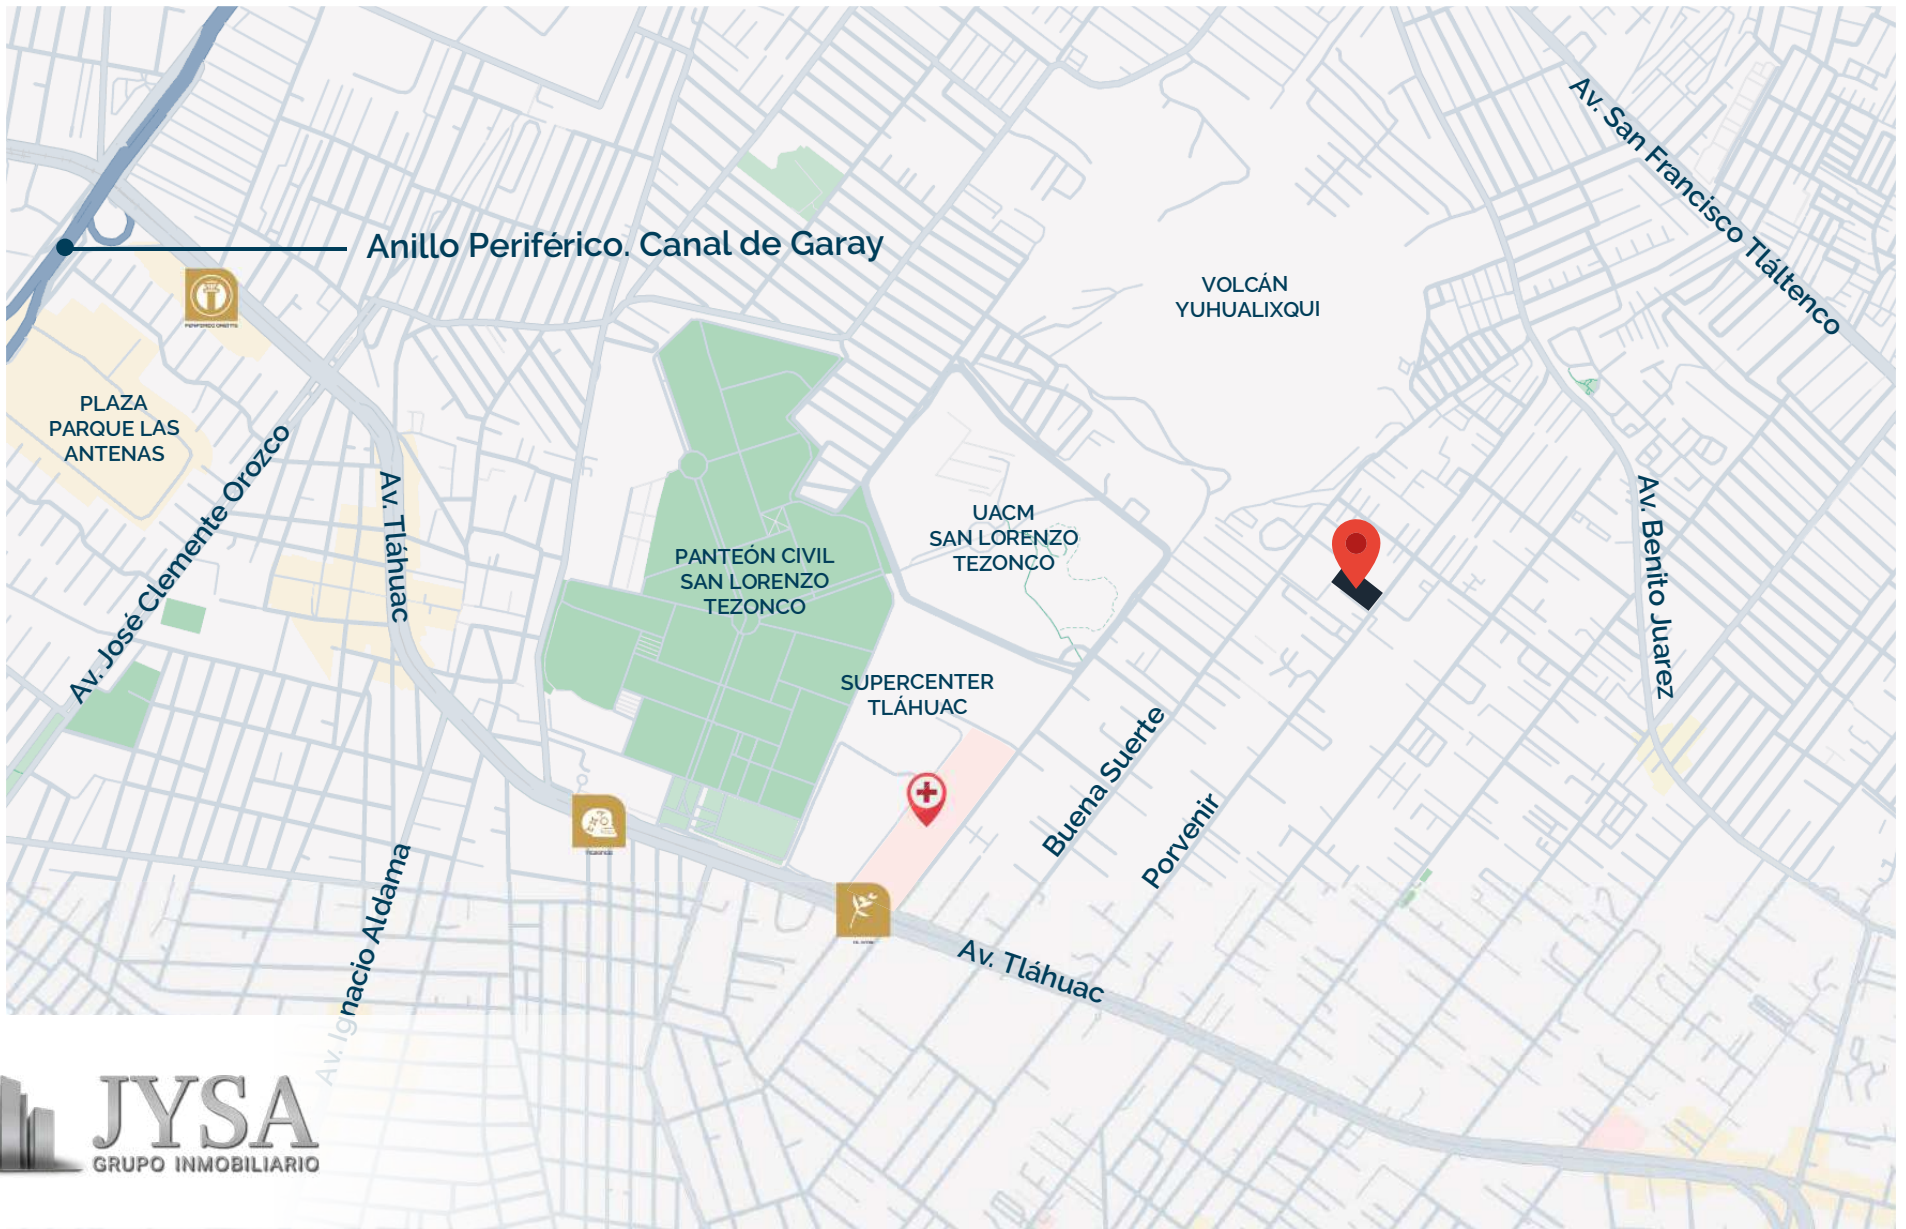 Av. San Francisco Tláltenco
Anillo Periférico. Canal de Garay
VOLCÁN
YUHUALIXQUI
PERIFÉRICO ORIENTE
PLAZA
PARQUE LAS
ANTENAS
Av. José Clemente Orozco
Av. Tláhuac
UACM
SAN LORENZO
TEZONCO
PANTEÓN CIVIL
SAN LORENZO
TEZONCO
Av. Benito Juarez
SUPERCENTER
TLÁHUAC
Buena Suerte
Porvenir
Av. Ignacio Aldama
Av. Tláhuac
JYSA
GRUPO INMOBILIARIO